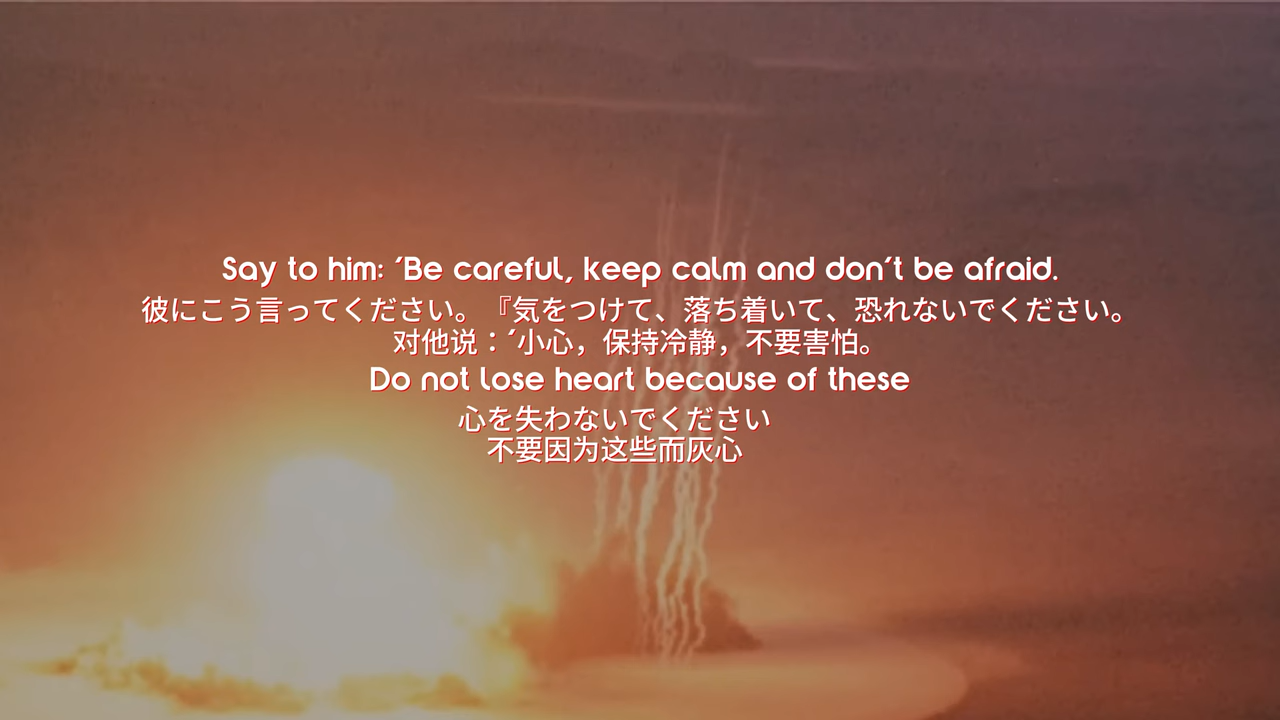 Say to him: ´Be careful, keep calm and don't be afraid.
彼にこう言ってください。『気をつけて、落ち着いて、恐れないでください。
对他说：´小心，保持冷静，不要害怕。
Do not lose heart because of these
心を失わないでください
不要因为这些而灰心